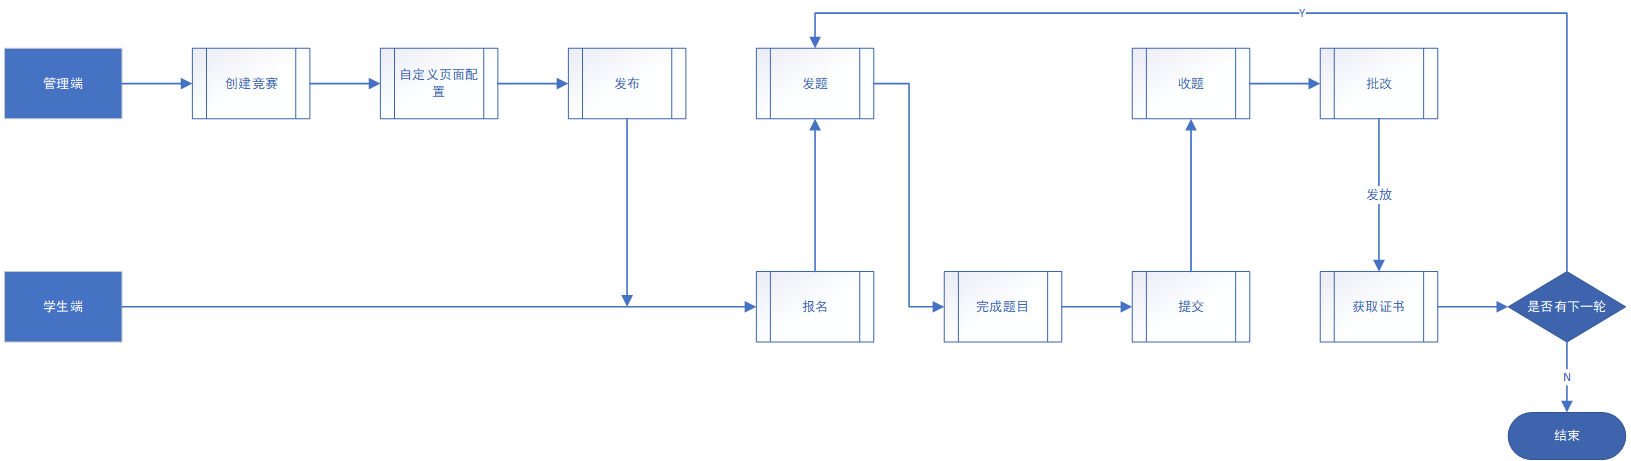 Y
管理端
创建竞赛
自定义页面配
置
发布
发题
收题
批改
发放
学生端
报名
完成题目
提交
获取证书
是否有下一轮
N
结束